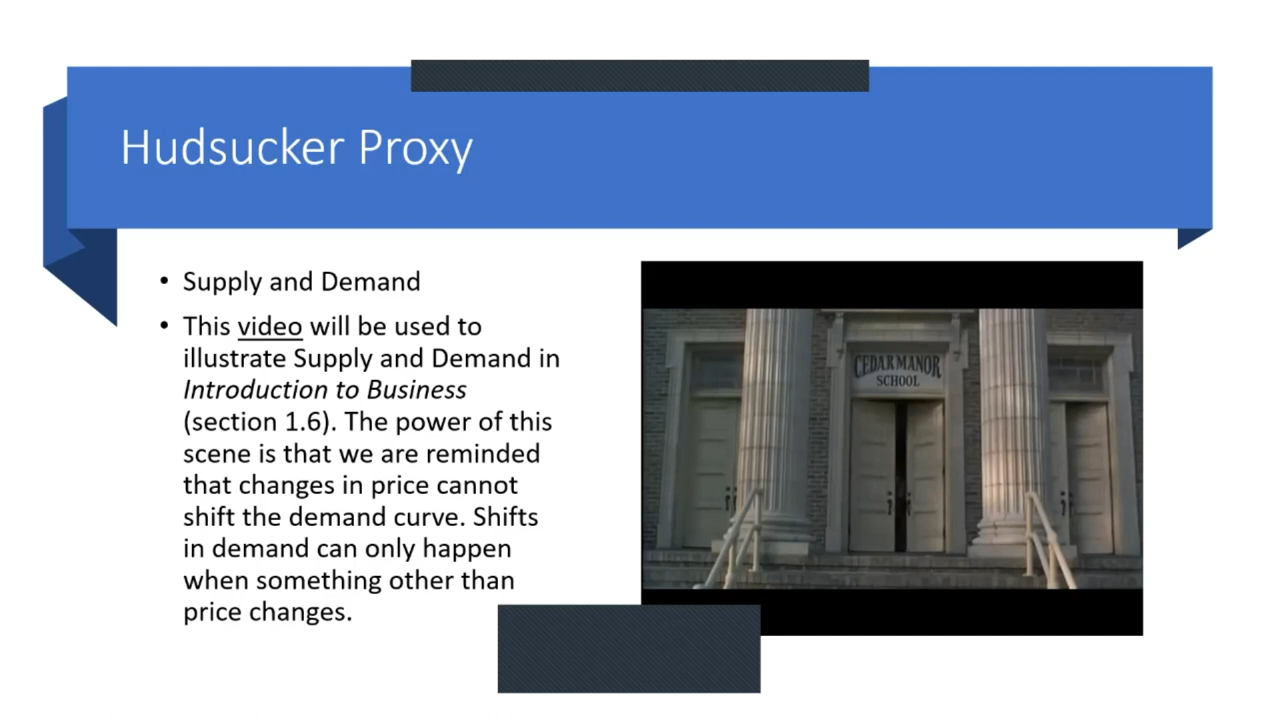 Hudsucker Proxy
• Supply and Demand
• This video will be used to
illustrate Supply and Demand in
Introduction to Business
(section 1.6). The power of this
scene is that we are reminded
that changes in price cannot
shift the demand curve. Shifts
in demand can only happen
when something other than
price changes.
CEDAR MANOR
SCHOOL